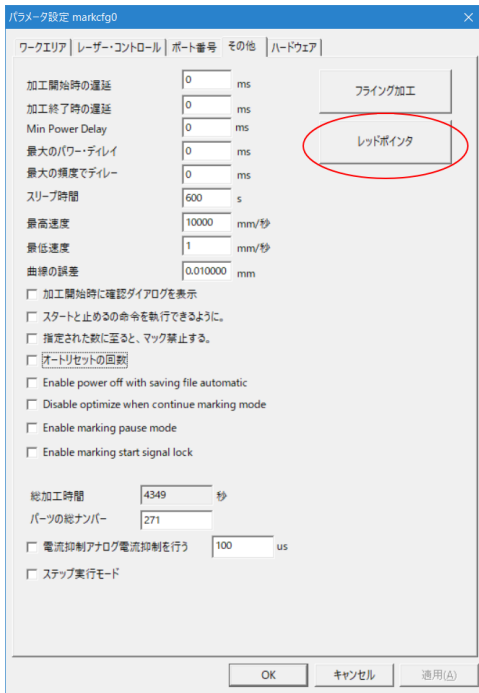 パラメータ設定 markcfg0
ワークエリア レーザー・コントロール ポート番号 その他 ハードウェア
加工開始時の遅延 0 ms
フライング加工
加工終了時の遅延 0 ms
Min Power Delay 0 ms
レッドポインタ
最大のパワー・ディレイ 0 ms
最大の頻度でディレー 0 ms
スリープ時間 600 s
最高速度 10000 mm/秒
最低速度 1 mm/秒
曲線の誤差 0.010000 mm
加工開始時に確認ダイアログを表示
スタートと止めるの命令を執行できるように。
指定された数に至ると、マック禁止する。
オートリセットの回数
Enable power off with saving file automatic
Disable optimize when continue marking mode
Enable marking pause mode
Enable marking start signal lock
総加工時間 4349 秒
パーツの総ナンバー 271
電流抑制アナログ電流抑制を行う 100 us
ステップ実行モード
OK キャンセル 適用(A)